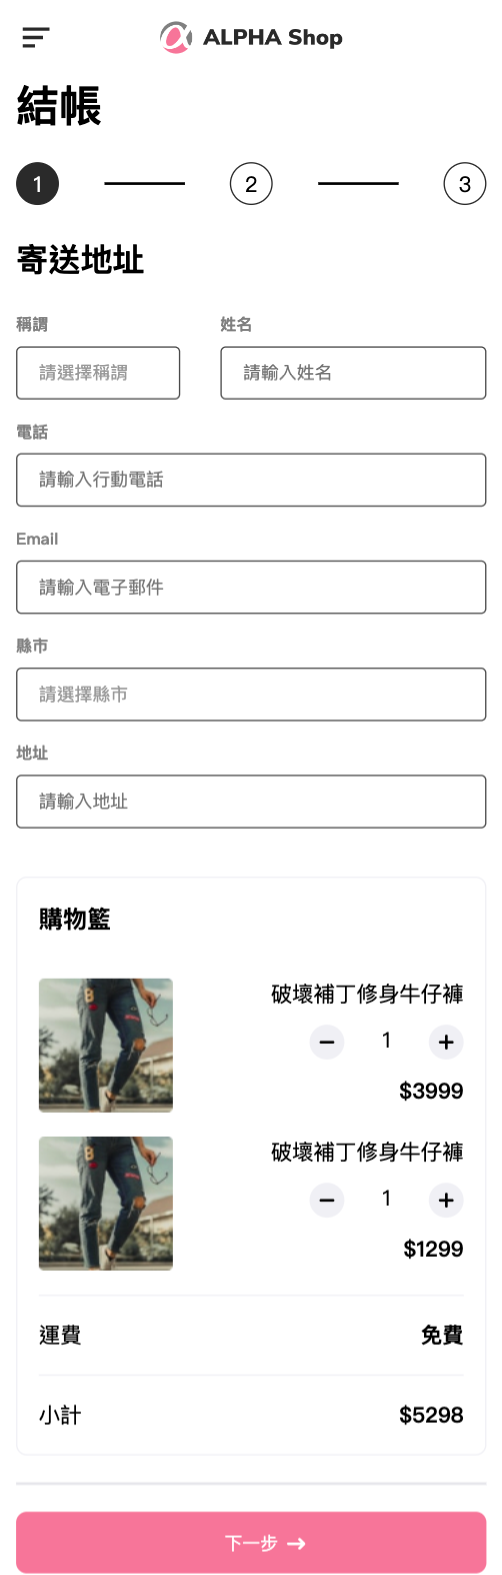 ALPHA Shop
結帳
1 2 3
寄送地址
稱謂 姓名
請選擇稱謂 請輸入姓名
電話
請輸入行動電話
Email
請輸入電子郵件
縣市
請選擇縣市
地址
請輸入地址
購物籃
破壞補丁修身牛仔褲
− 1 +
$3999
破壞補丁修身牛仔褲
− 1 +
$1299
運費 免費
小計 $5298
下一步 →